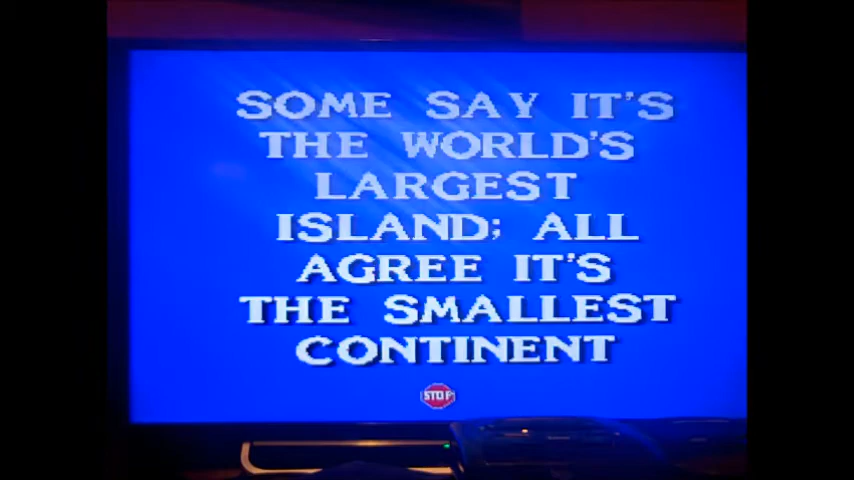 SOME SAY IT'S
THE WORLD'S
LARGEST
ISLAND; ALL
AGREE IT'S
THE SMALLEST
CONTINENT
STOP